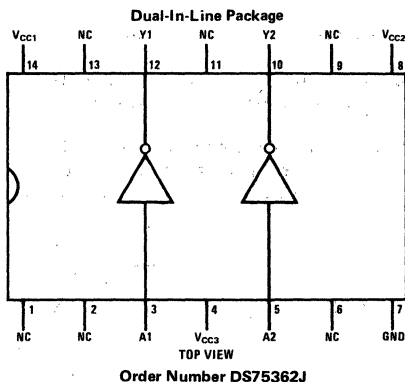 Dual-In-Line Package
VCC1 NC Y1 NC Y2 NC VCC2
14 13 12 11 10 9 8
1 2 3 4 5 6 7
NC NC A1 VCC3 A2 NC GND
TOP VIEW
Order Number DS75362J